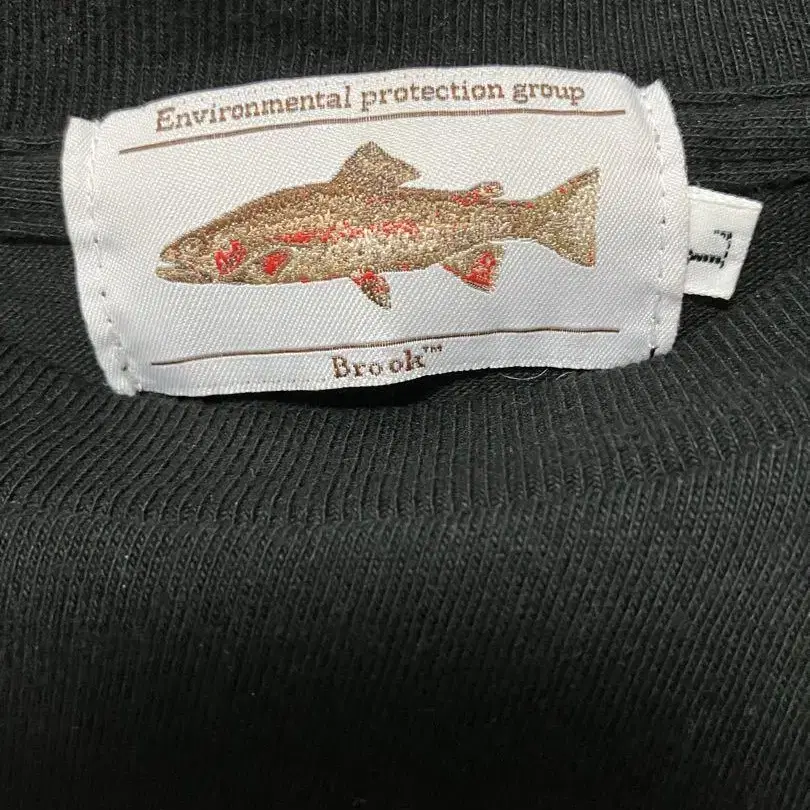 Environmental protection group
L
Brook™